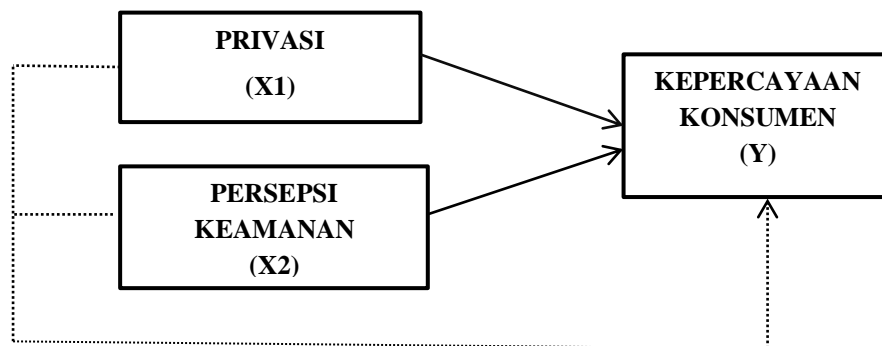 PRIVASI
(X1)
PERSEPSI
KEAMANAN
(X2)
KEPERCAYAAN
KONSUMEN
(Y)